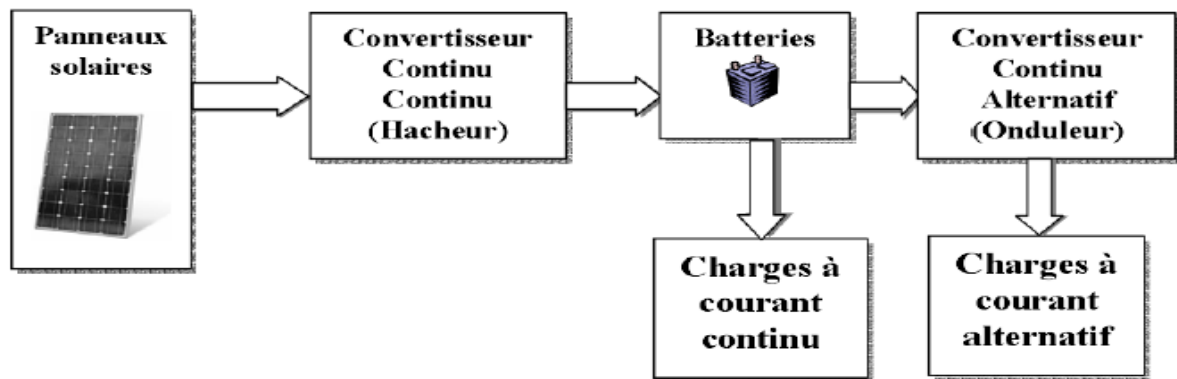 Panneaux
solaires
Convertisseur
Continu
Continu
(Hacheur)
Batteries
Convertisseur
Continu
Alternatif
(Onduleur)
Charges à
courant
continu
Charges à
courant
alternatif